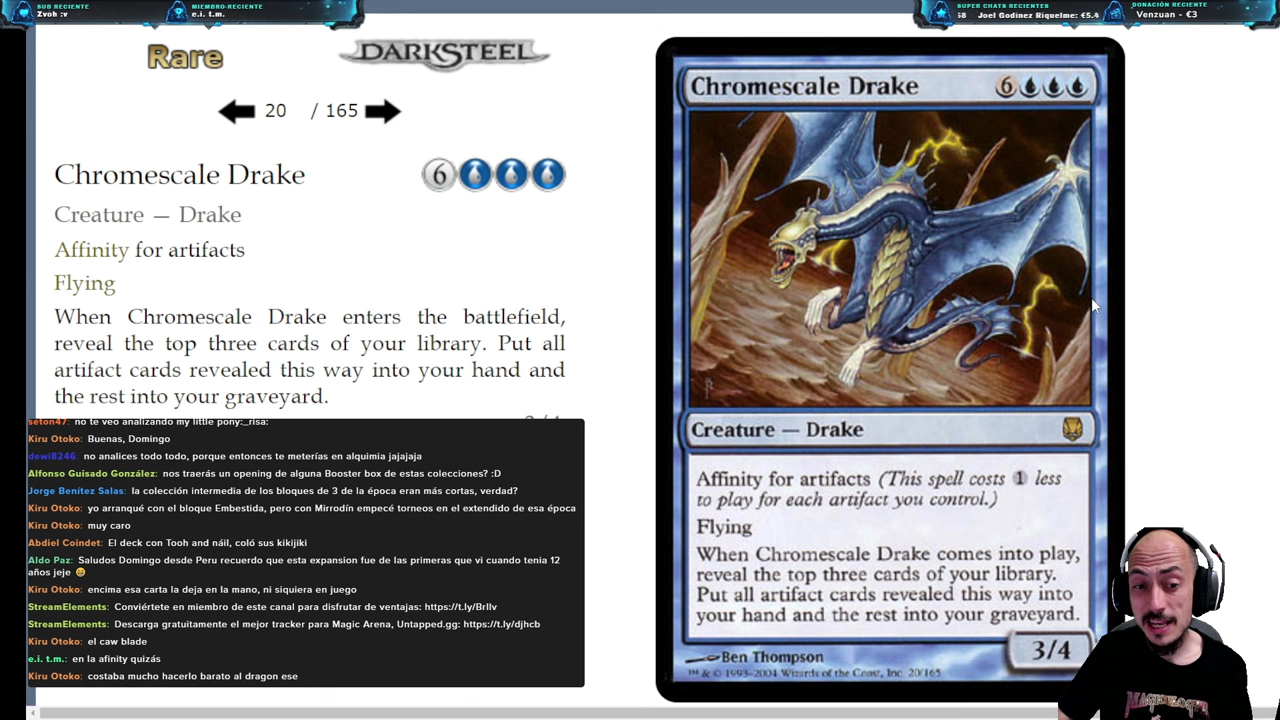 SUB RECIENTE
Zvoh :v
MIEMBRO-RECIENTE
e.i. t.m.
SUPER CHATS RECIENTES
Joel Godinez Riquelme: €5.4
DONACIÓN RECIENTE
Venzuan - €3
Rare
DARKSTEEL
20 / 165
Chromescale Drake 6
Creature — Drake
Affinity for artifacts
Flying
When Chromescale Drake enters the battlefield,
reveal the top three cards of your library. Put all
artifact cards revealed this way into your hand and
the rest into your graveyard.
seton47: no te veo analizando my little pony:_risa:
Kiru Otoko: Buenas, Domingo
dewi8246: no analices todo todo, porque entonces te meterías en alquimia jajajaja
Alfonso Guisado González: nos traerás un opening de alguna Booster box de estas colecciones? :D
Jorge Benítez Salas: la colección intermedia de los bloques de 3 de la época eran más cortas, verdad?
Kiru Otoko: yo arranqué con el bloque Embestida, pero con Mirrodín empecé torneos en el extendido de esa época
Kiru Otoko: muy caro
Abdiel Coindet: El deck con Tooh and náil, coló sus kikijiki
Aldo Paz: Saludos Domingo desde Peru recuerdo que esta expansion fue de las primeras que vi cuando tenia 12
años jeje 😁
Kiru Otoko: encima esa carta la deja en la mano, ni siquiera en juego
StreamElements: Conviértete en miembro de este canal para disfrutar de ventajas: https://t.ly/Brllv
StreamElements: Descarga gratuitamente el mejor tracker para Magic Arena, Untapped.gg: https://t.ly/djhcb
Kiru Otoko: el caw blade
e.i. t.m.: en la afinity quizás
Kiru Otoko: costaba mucho hacerlo barato al dragon ese
Chromescale Drake 6
Creature — Drake
Affinity for artifacts (This spell costs 1 less
to play for each artifact you control.)
Flying
When Chromescale Drake comes into play,
reveal the top three cards of your library.
Put all artifact cards revealed this way into
your hand and the rest into your graveyard.
3/4
Ben Thompson
™ & © 1993–2004 Wizards of the Coast, Inc. 20/165